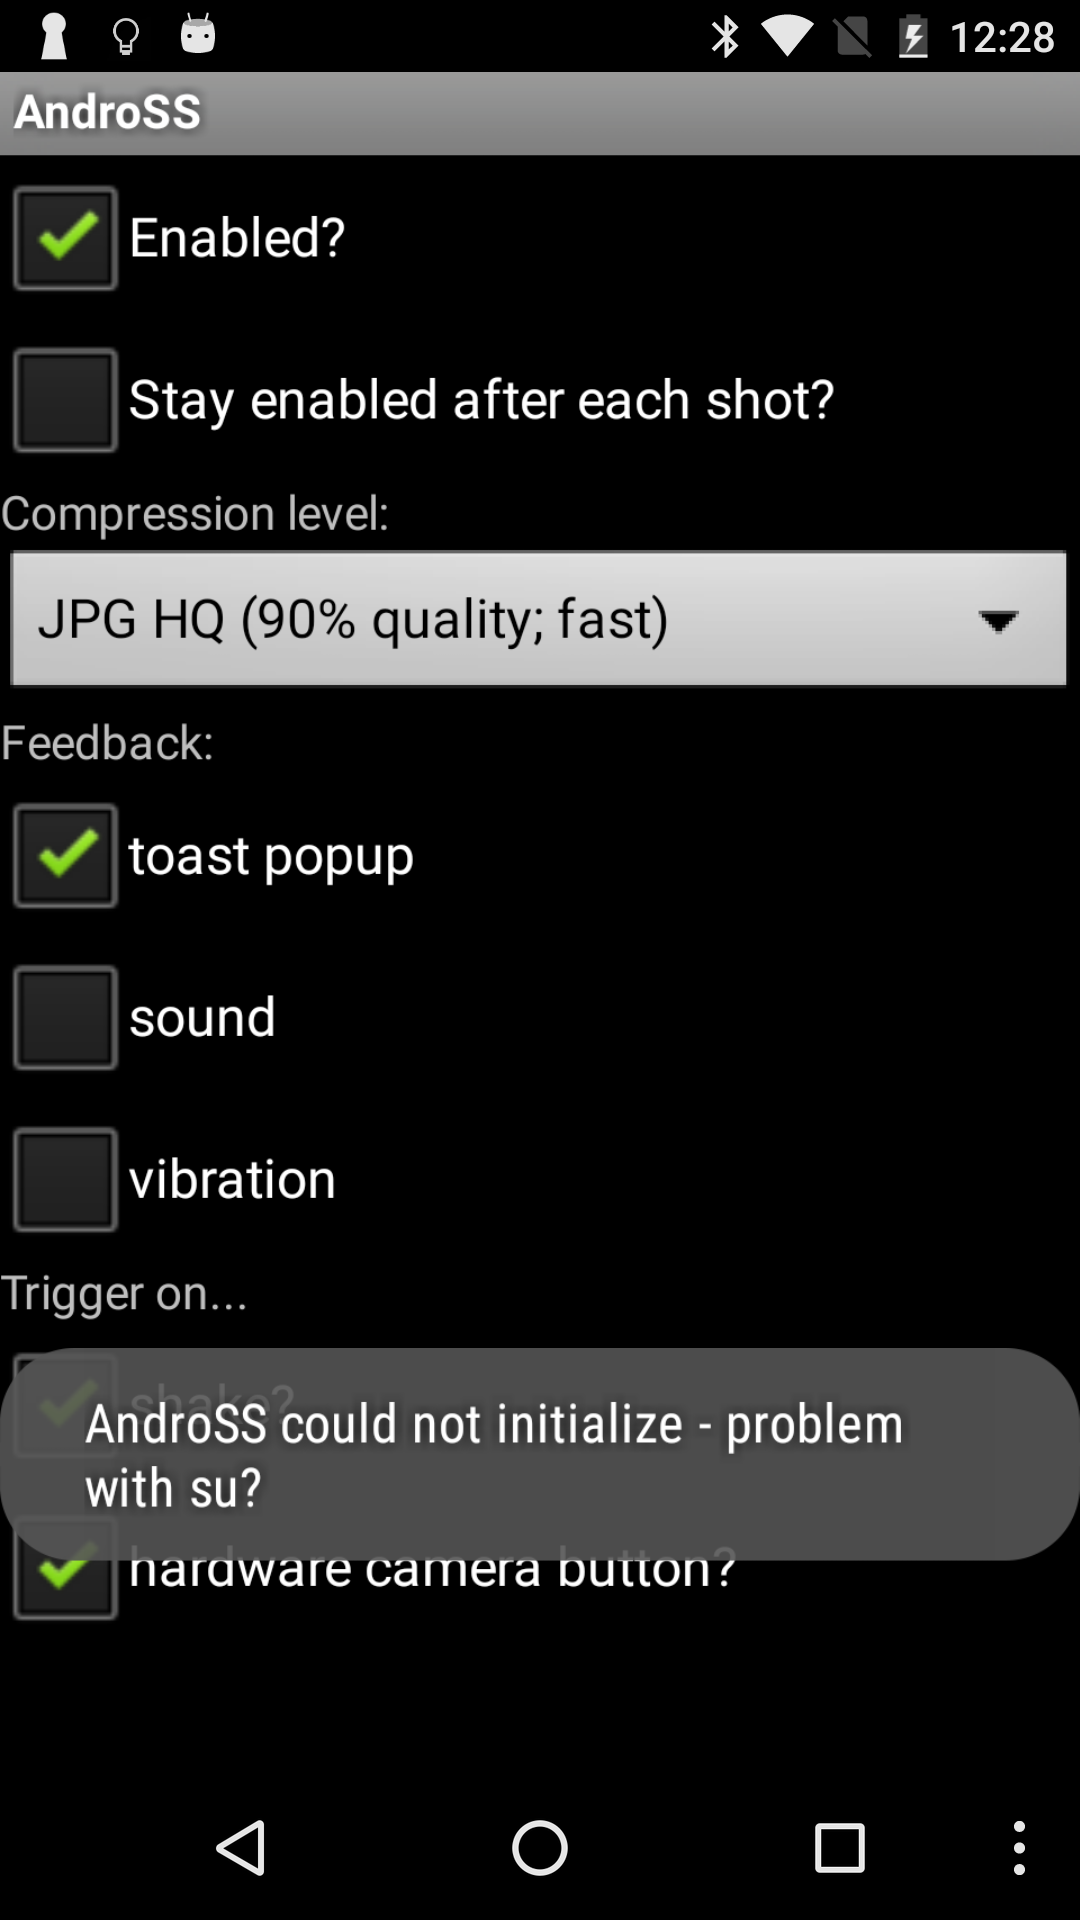 12:28
AndroSS
Enabled?
Stay enabled after each shot?
Compression level:
JPG HQ (90% quality; fast)
Feedback:
toast popup
sound
vibration
Trigger on...
shake?
AndroSS could not initialize - problem
with su?
hardware camera button?